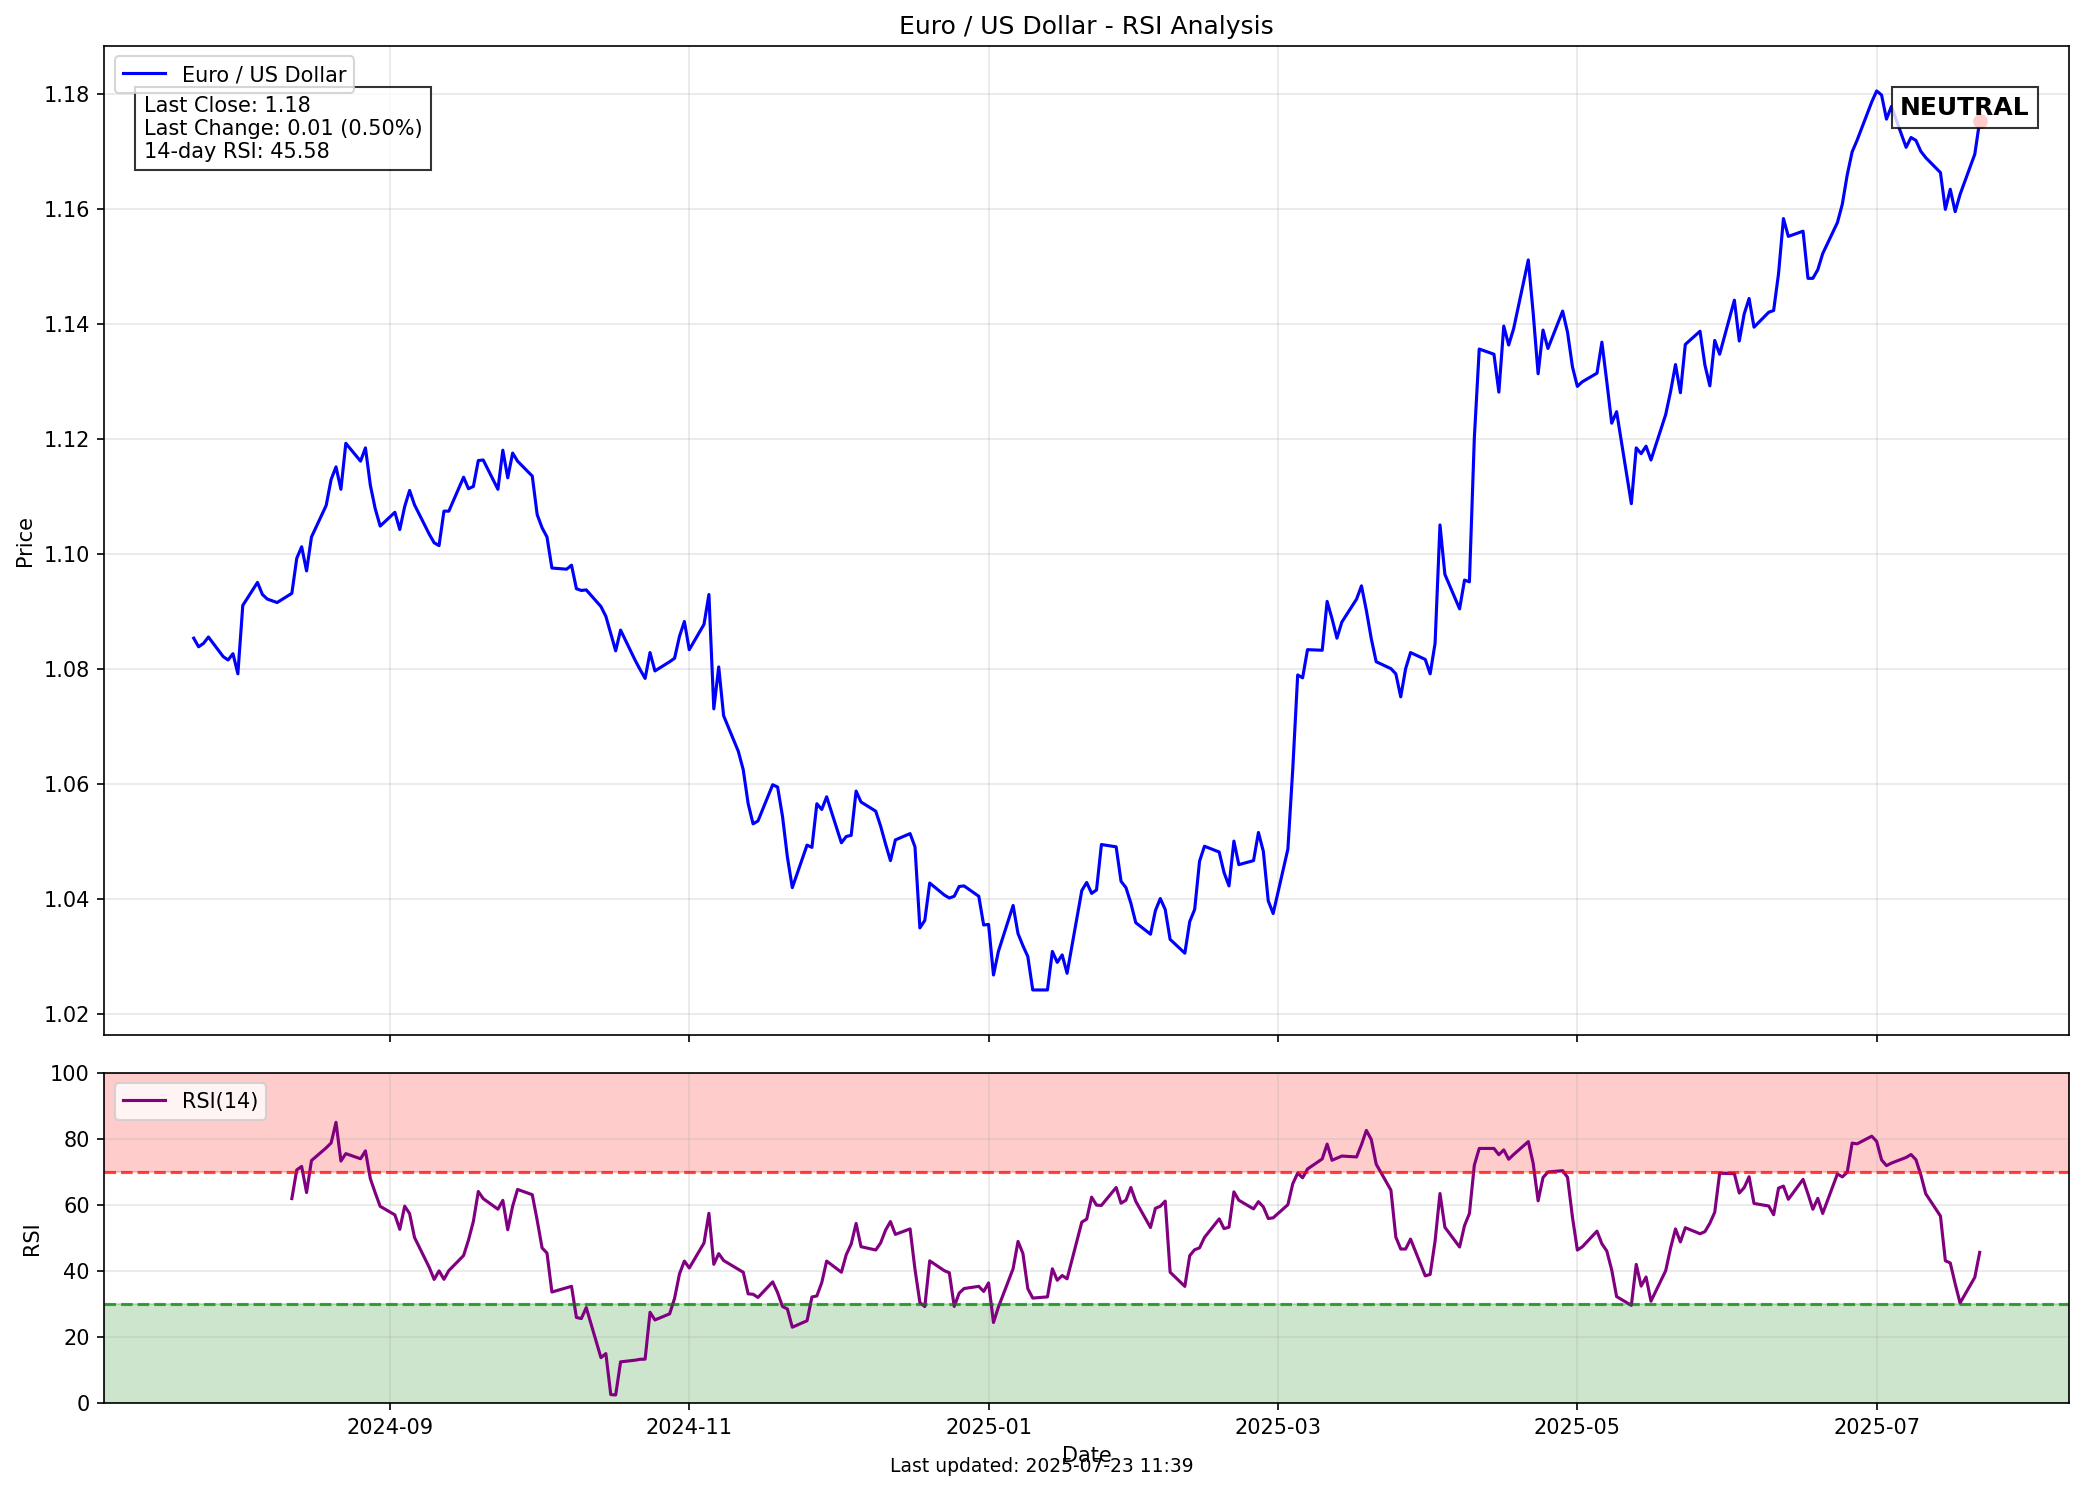 Euro / US Dollar - RSI Analysis
Euro / US Dollar
Last Close: 1.18
Last Change: 0.01 (0.50%)
14-day RSI: 45.58
NEUTRAL
Price
1.18
1.16
1.14
1.12
1.10
1.08
1.06
1.04
1.02
RSI(14)
RSI
100
80
60
40
20
0
2024-09
2024-11
2025-01
2025-03
2025-05
2025-07
Date
Last updated: 2025-07-23 11:39